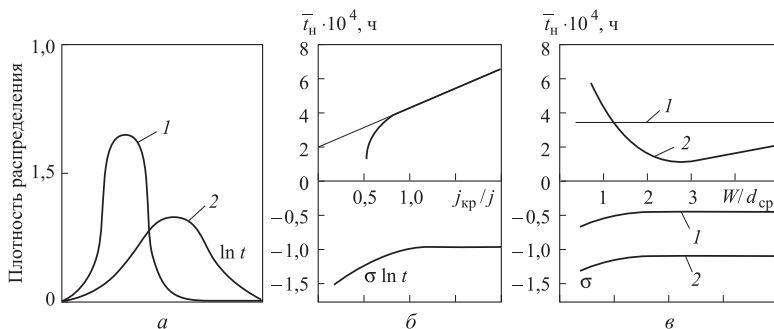 Плотность распределения
1,0
1,5
0
1
2
ln t
а
t̅н ·10⁴, ч
8
6
4
2
0
0,5
1,0
jкр/j
−0,5
−1,0
−1,5
σ ln t
б
t̅н ·10⁴, ч
8
6
4
2
0
1
2
1
2
3
W/dср
−0,5
−1,0
−1,5
1
2
σ
в